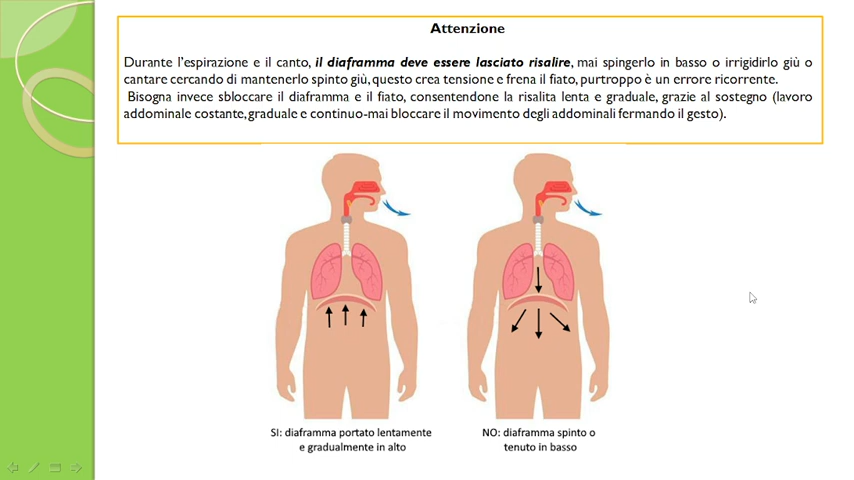 Attenzione
Durante l'espirazione e il canto, il diaframma deve essere lasciato risalire, mai spingerlo in basso o irrigidirlo giù o
cantare cercando di mantenerlo spinto giù, questo crea tensione e frena il fiato, purtroppo è un errore ricorrente.
Bisogna invece sbloccare il diaframma e il fiato, consentendone la risalita lenta e graduale, grazie al sostegno (lavoro
addominale costante, graduale e continuo-mai bloccare il movimento degli addominali fermando il gesto).
SI: diaframma portato lentamente
e gradualmente in alto
NO: diaframma spinto o
tenuto in basso